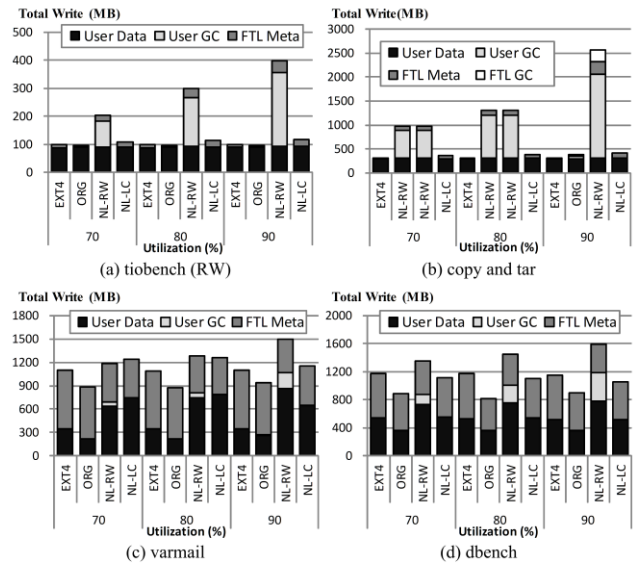 Total Write (MB)
User Data User GC
FTL Meta
500
400
300
200
100
0
EXT4 ORG NL-RW NL-LC EXT4 ORG NL-RW NL-LC EXT4 ORG NL-RW NL-LC
70 80 90
Utilization (%)
(a) tiobench (RW)
Total Write(MB)
User Data User GC
FTL Meta FTL GC
3000
2500
2000
1500
1000
500
0
EXT4 NL-RW NL-RW NL-LC EXT4 NL-RW NL-RW NL-LC EXT4 ORG NL-RW NL-LC
70 80 90
Utilization (%)
(b) copy and tar
Total Write (MB)
User Data User GC FTL Meta
1800
1500
1200
900
600
300
0
EXT4 ORG NL-RW NL-LC EXT4 ORG NL-RW NL-LC EXT4 ORG NL-RW NL-LC
70 80 90
Utilization (%)
(c) varmail
Total Write (MB)
User Data User GC FTL Meta
2000
1600
1200
800
400
0
EXT4 ORG NL-RW NL-LC EXT4 ORG NL-RW NL-LC EXT4 ORG NL-RW NL-LC
70 80 90
Utilization (%)
(d) dbench